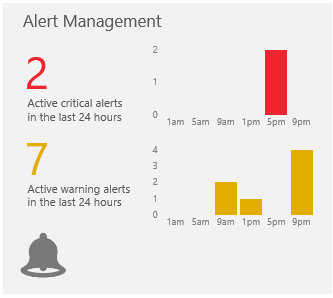 Alert Management
2
Active critical alerts
in the last 24 hours
2
1
0
1am 5am 9am 1pm 5pm 9pm
7
Active warning alerts
in the last 24 hours
4
3
2
1
0
1am 5am 9am 1pm 5pm 9pm